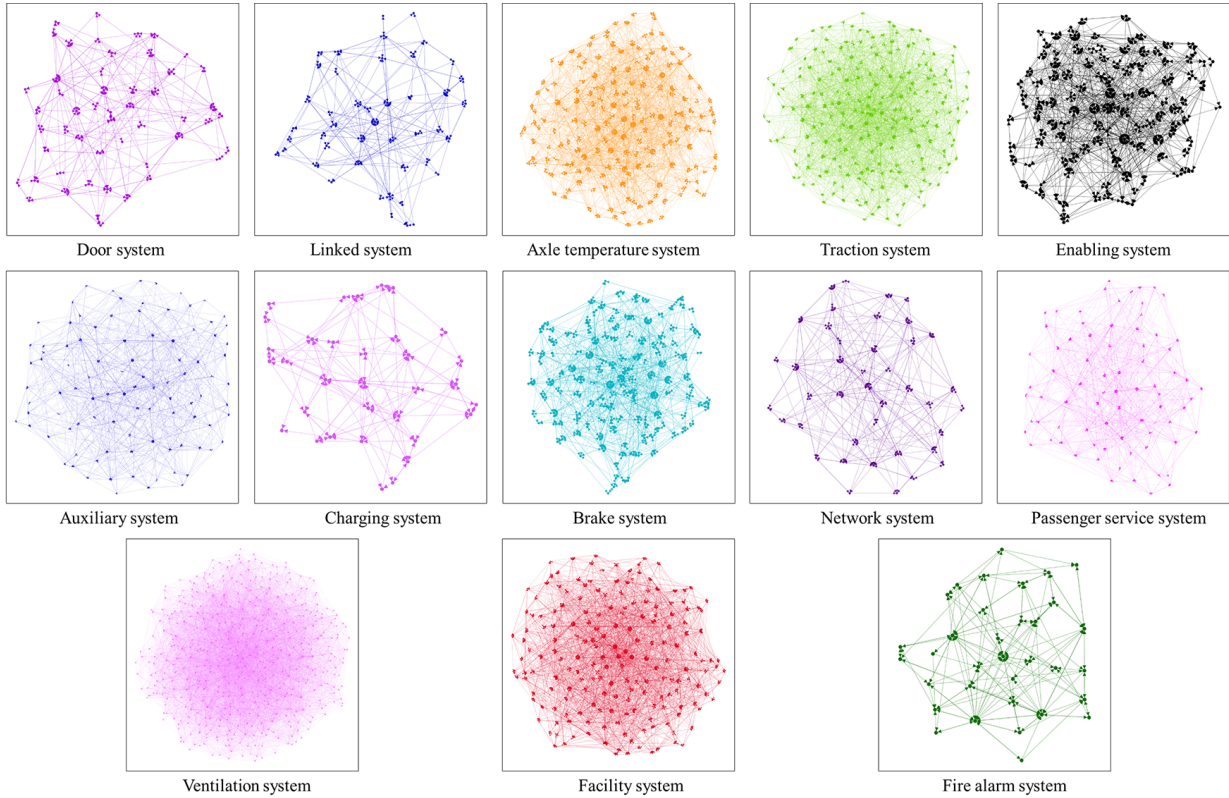 Door system
Linked system
Axle temperature system
Traction system
Enabling system
Auxiliary system
Charging system
Brake system
Network system
Passenger service system
Ventilation system
Facility system
Fire alarm system